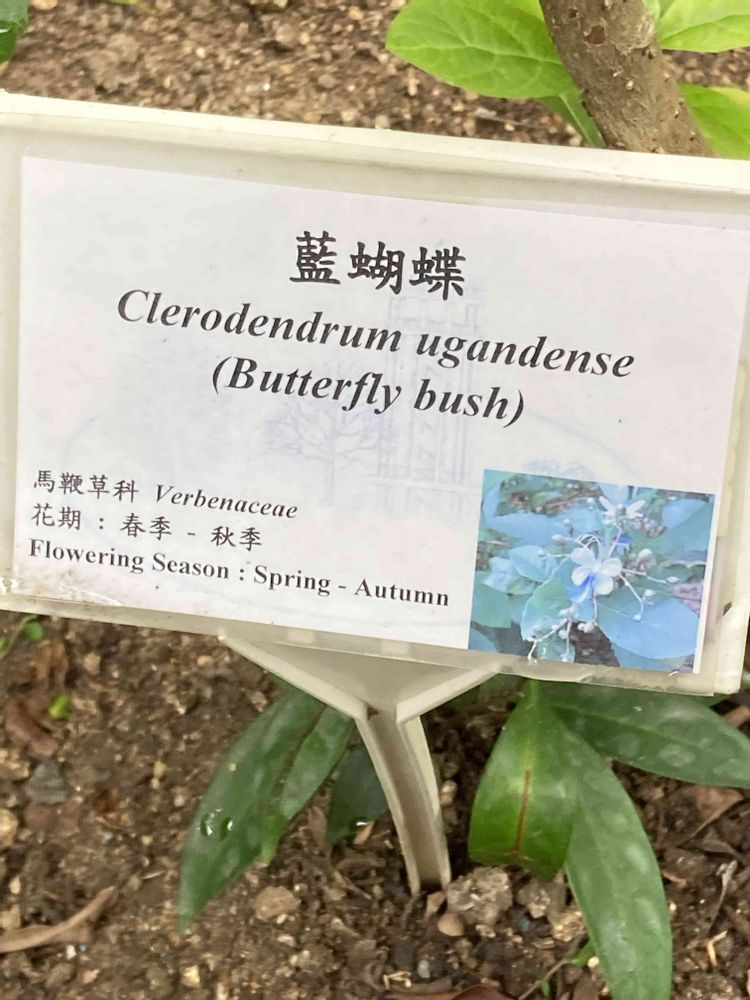 藍蝴蝶
Clerodendrum ugandense
(Butterfly bush)
馬鞭草科 Verbenaceae
花期 : 春季 - 秋季
Flowering Season : Spring - Autumn